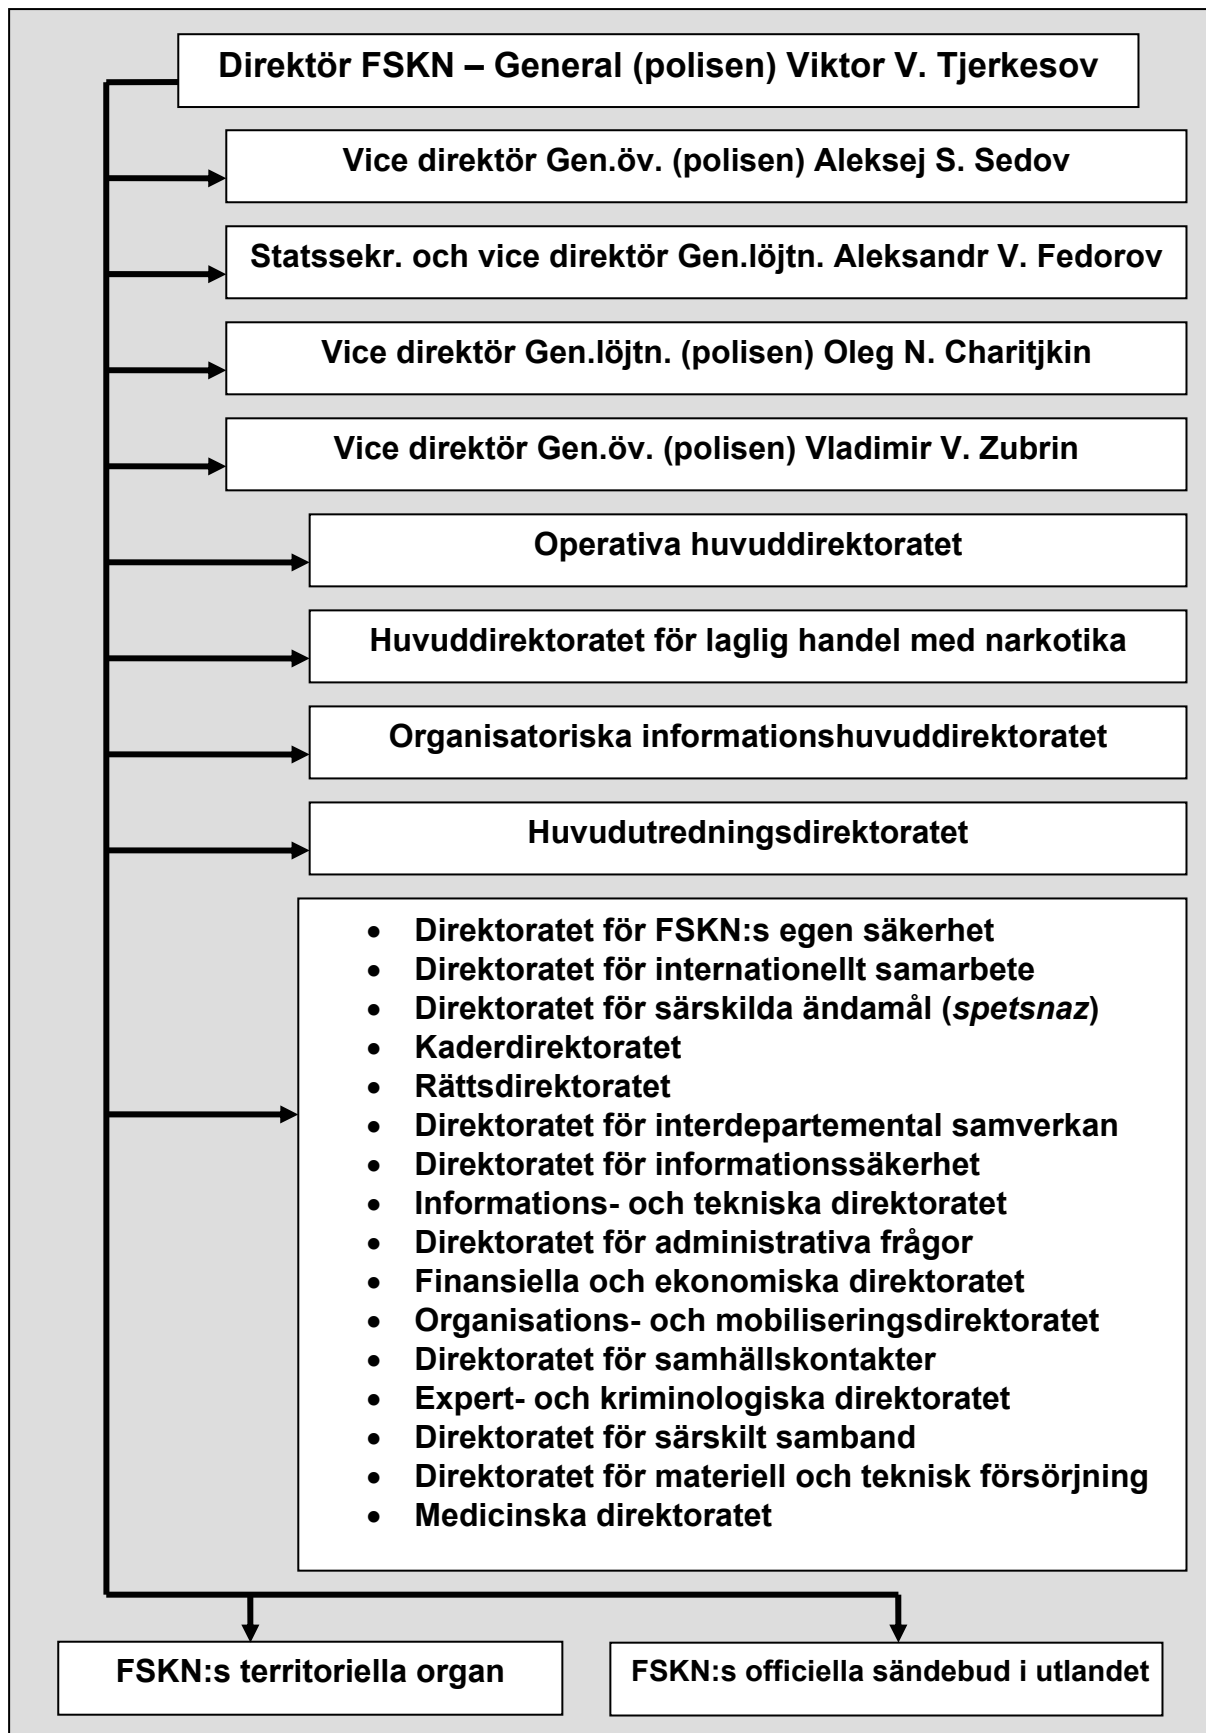 Direktör FSKN – General (polisen) Viktor V. Tjerkesov
Vice direktör Gen.öv. (polisen) Aleksej S. Sedov
Statssekr. och vice direktör Gen.löjtn. Aleksandr V. Fedorov
Vice direktör Gen.löjtn. (polisen) Oleg N. Charitjkin
Vice direktör Gen.öv. (polisen) Vladimir V. Zubrin
Operativa huvuddirektoratet
Huvuddirektoratet för laglig handel med narkotika
Organisatoriska informationshuvuddirektoratet
Huvudutredningsdirektoratet
• Direktoratet för FSKN:s egen säkerhet
• Direktoratet för internationellt samarbete
• Direktoratet för särskilda ändamål (spetsnaz)
• Kaderdirektoratet
• Rättsdirektoratet
• Direktoratet för interdepartemental samverkan
• Direktoratet för informationssäkerhet
• Informations- och tekniska direktoratet
• Direktoratet för administrativa frågor
• Finansiella och ekonomiska direktoratet
• Organisations- och mobiliseringsdirektoratet
• Direktoratet för samhällskontakter
• Expert- och kriminologiska direktoratet
• Direktoratet för särskilt samband
• Direktoratet för materiell och teknisk försörjning
• Medicinska direktoratet
FSKN:s territoriella organ
FSKN:s officiella sändebud i utlandet